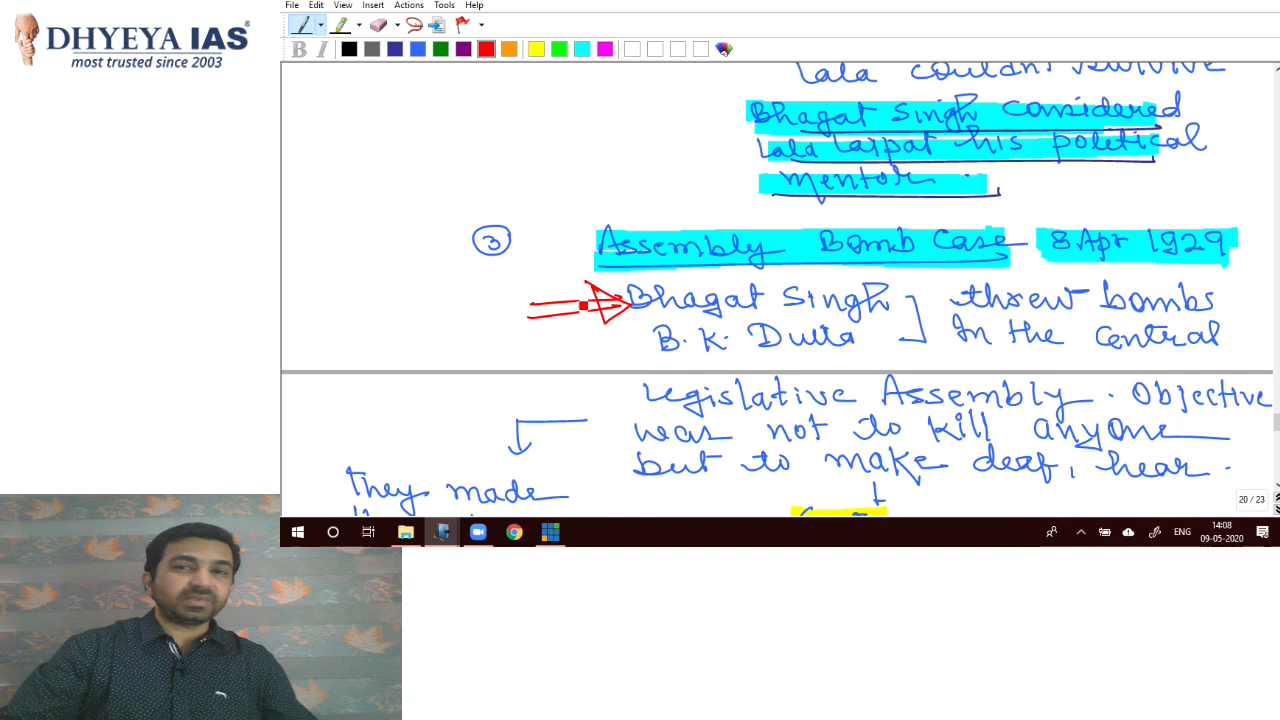 DHYEYA IAS
most trusted since 2003
File Edit View Insert Actions Tools Help
B I
Lala couldn't survive
Bhagat Singh considered
Lala Lajpat his political
mentor.
3 Assembly Bomb Case 8 Apr 1929
Bhagat Singh ] threw bombs
B. K. Dutta In the Central
Legislative Assembly. Objective
was not to kill anyone
but to make deaf, hear.
They made
20 / 23
ENG 14:08
09-05-2020